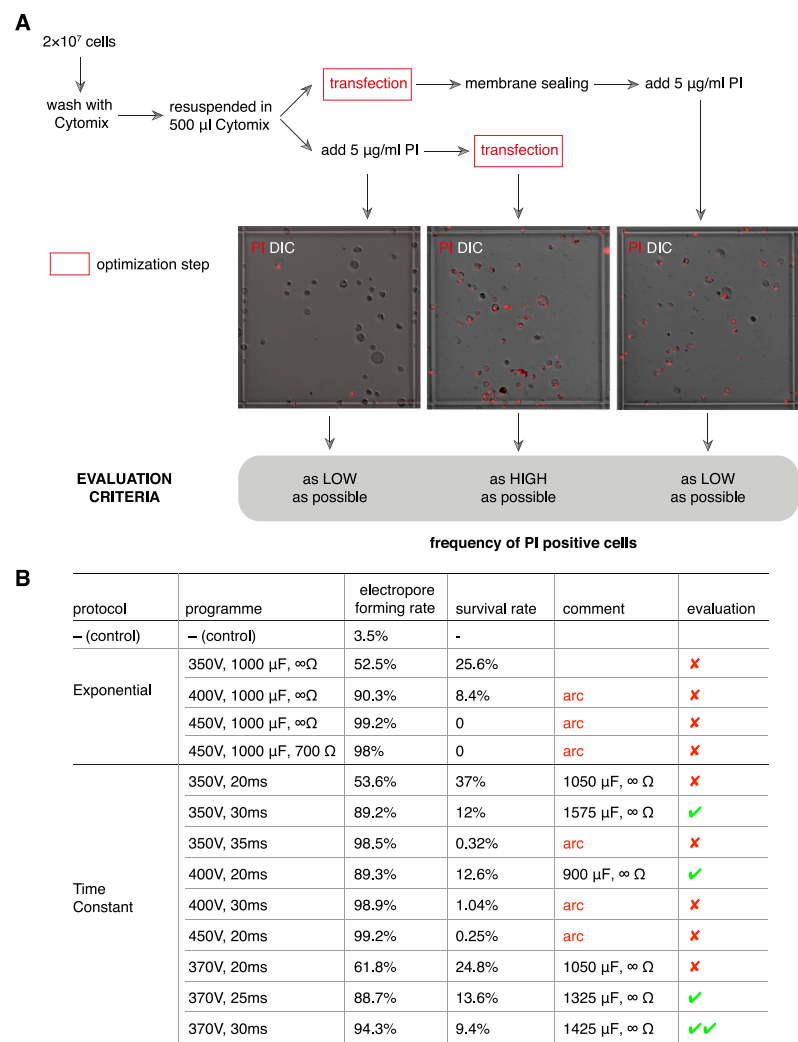 A
2×10⁷ cells
wash with
Cytomix
resuspended in
500 µl Cytomix
transfection
membrane sealing
add 5 µg/ml PI
add 5 µg/ml PI
transfection
optimization step
PI DIC
PI DIC
PI DIC
EVALUATION
CRITERIA
as LOW
as possible
as HIGH
as possible
as LOW
as possible
frequency of PI positive cells
B
protocol programme electropore forming rate survival rate comment evaluation
– (control) – (control) 3.5% -
Exponential
350V, 1000 µF, ∞Ω 52.5% 25.6% ✘
400V, 1000 µF, ∞Ω 90.3% 8.4% arc ✘
450V, 1000 µF, ∞Ω 99.2% 0 arc ✘
450V, 1000 µF, 700 Ω 98% 0 arc ✘
Time
Constant
350V, 20ms 53.6% 37% 1050 µF, ∞ Ω ✘
350V, 30ms 89.2% 12% 1575 µF, ∞ Ω ✔
350V, 35ms 98.5% 0.32% arc ✘
400V, 20ms 89.3% 12.6% 900 µF, ∞ Ω ✔
400V, 30ms 98.9% 1.04% arc ✘
450V, 20ms 99.2% 0.25% arc ✘
370V, 20ms 61.8% 24.8% 1050 µF, ∞ Ω ✘
370V, 25ms 88.7% 13.6% 1325 µF, ∞ Ω ✔
370V, 30ms 94.3% 9.4% 1425 µF, ∞ Ω ✔✔